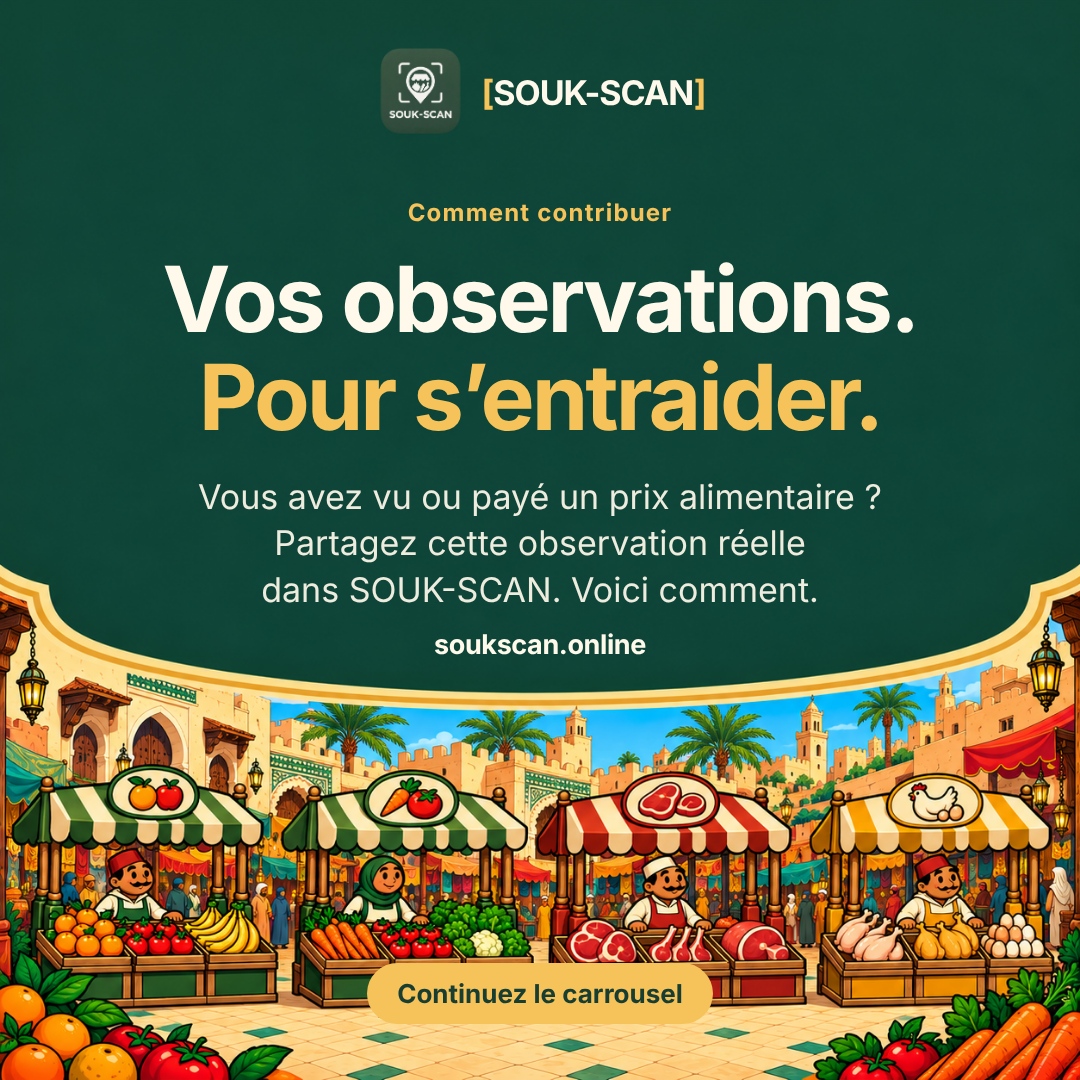 SOUK-SCAN
[SOUK-SCAN]
Comment contribuer
Vos observations.
Pour s’entraider.
Vous avez vu ou payé un prix alimentaire ?
Partagez cette observation réelle
dans SOUK-SCAN. Voici comment.
soukscan.online
Continuez le carrousel